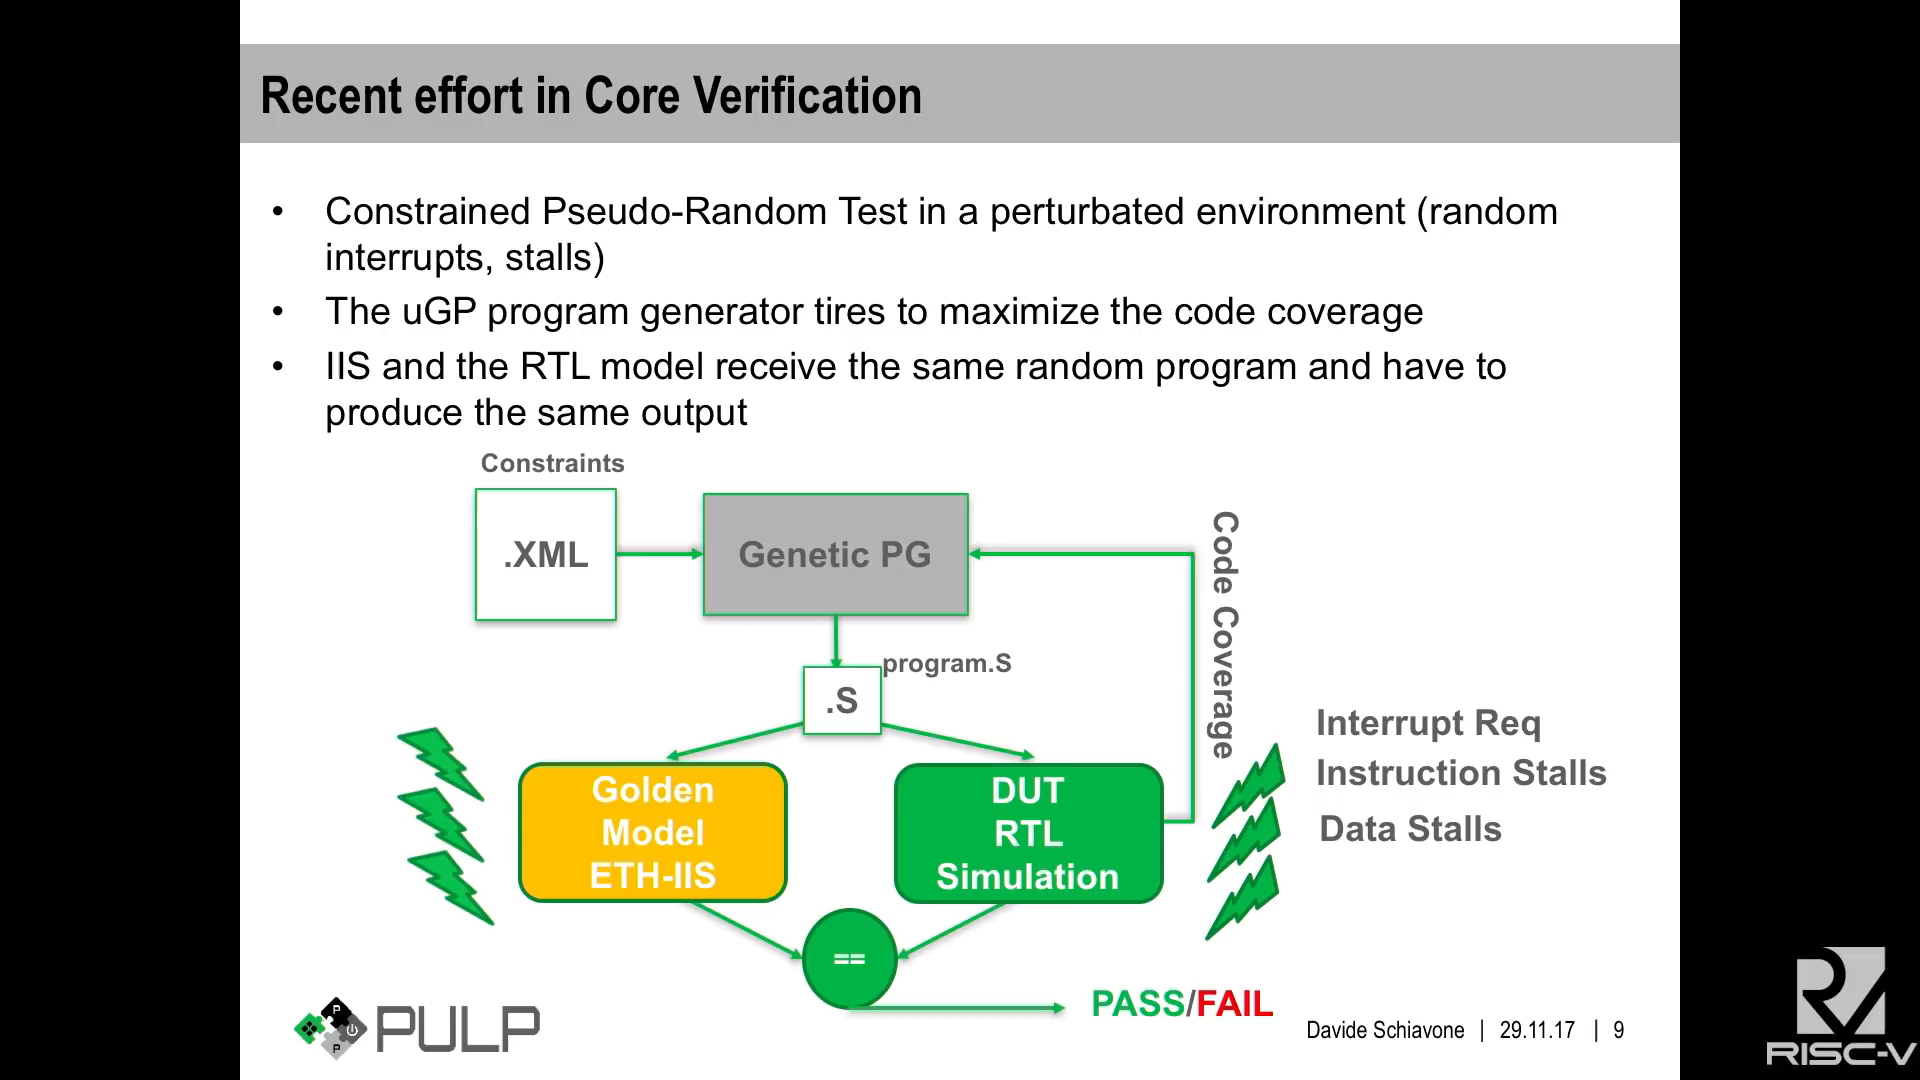 Recent effort in Core Verification
• Constrained Pseudo-Random Test in a perturbated environment (random
interrupts, stalls)
• The uGP program generator tires to maximize the code coverage
• IIS and the RTL model receive the same random program and have to
produce the same output
Constraints
.XML
Genetic PG
Code Coverage
program.S
.S
Interrupt Req
Instruction Stalls
Data Stalls
Golden
Model
ETH-IIS
DUT
RTL
Simulation
==
PASS/FAIL
P
P
PULP
Davide Schiavone | 29.11.17 | 9
RISC-V